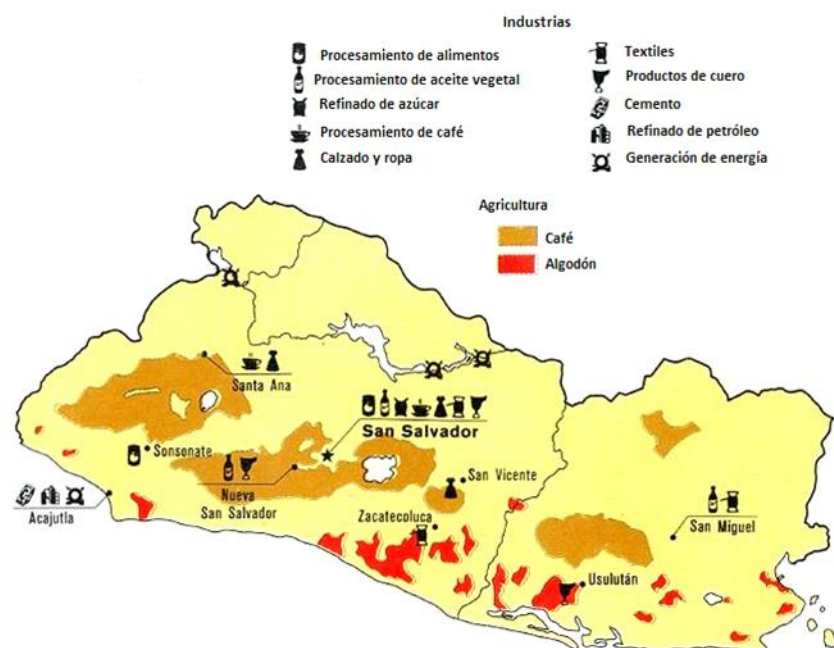 Industrias
Procesamiento de alimentos
Procesamiento de aceite vegetal
Refinado de azúcar
Procesamiento de café
Calzado y ropa
Textiles
Productos de cuero
Cemento
Refinado de petróleo
Generación de energía
Agricultura
Café
Algodón
Santa Ana
San Salvador
Sonsonate
San Vicente
Nueva
San Salvador
Acajutla
Zacatecoluca
San Miguel
Usulután